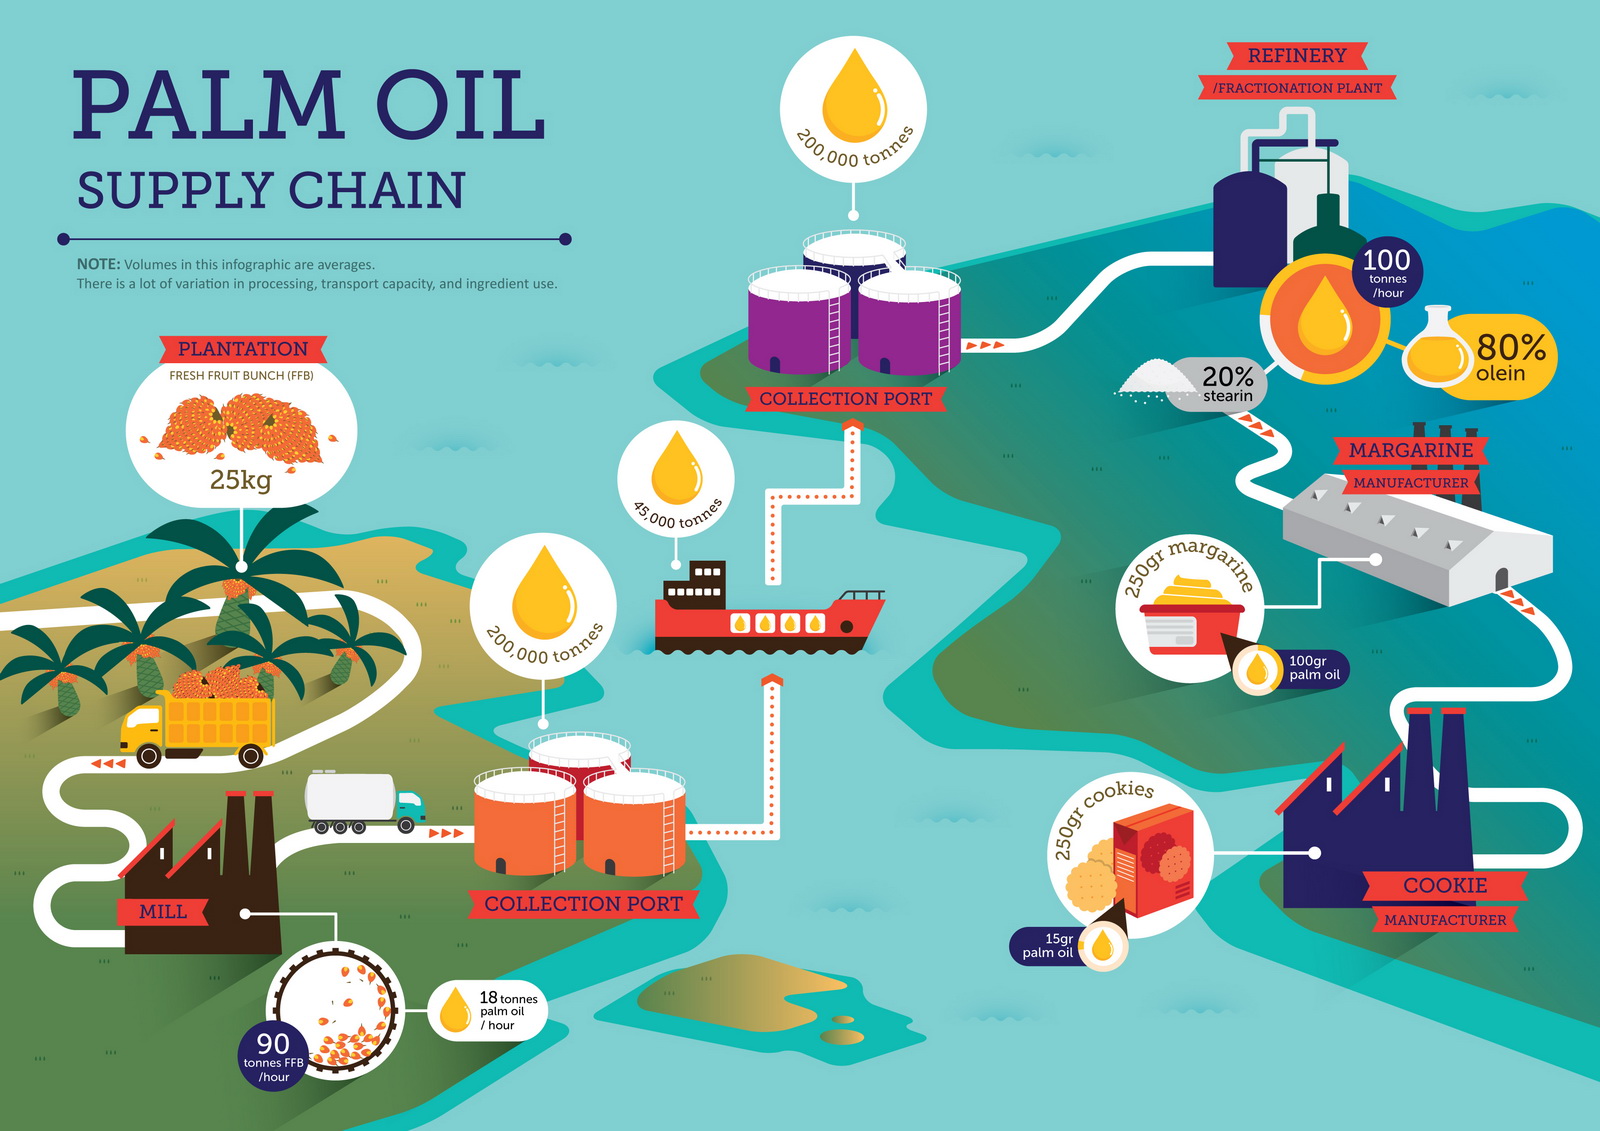 PALM OIL
SUPPLY CHAIN
NOTE: Volumes in this infographic are averages.
There is a lot of variation in processing, transport capacity, and ingredient use.
PLANTATION
FRESH FRUIT BUNCH (FFB)
25kg
MILL
90
tonnes FFB
/hour
18 tonnes
palm oil
/ hour
200,000 tonnes
COLLECTION PORT
45,000 tonnes
200,000 tonnes
COLLECTION PORT
REFINERY
/FRACTIONATION PLANT
100
tonnes
/hour
80%
olein
20%
stearin
MARGARINE
MANUFACTURER
250gr margarine
100gr
palm oil
250gr cookies
15gr
palm oil
COOKIE
MANUFACTURER